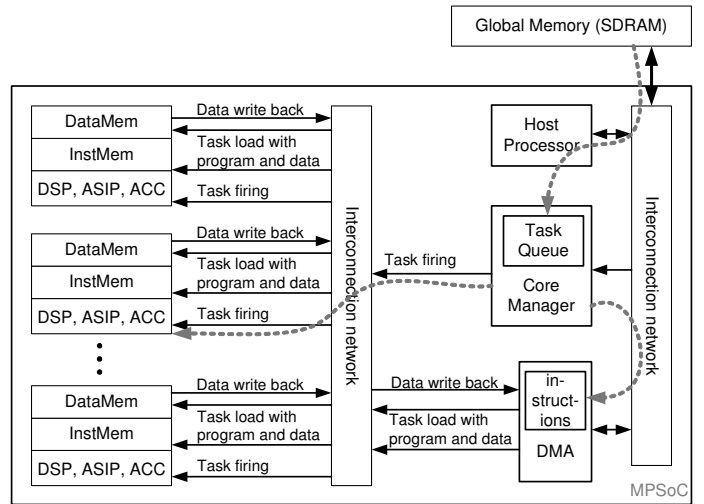 Global Memory (SDRAM)
DataMem
InstMem
DSP, ASIP, ACC
Data write back
Task load with
program and data
Task firing
DataMem
InstMem
DSP, ASIP, ACC
Data write back
Task load with
program and data
Task firing
DataMem
InstMem
DSP, ASIP, ACC
Data write back
Task load with
program and data
Task firing
Interconnection network
Host
Processor
Task
Queue
Core
Manager
Task firing
Data write back
Task load with
program and data
in-
struct-
ions
DMA
Interconnection network
MPSoC